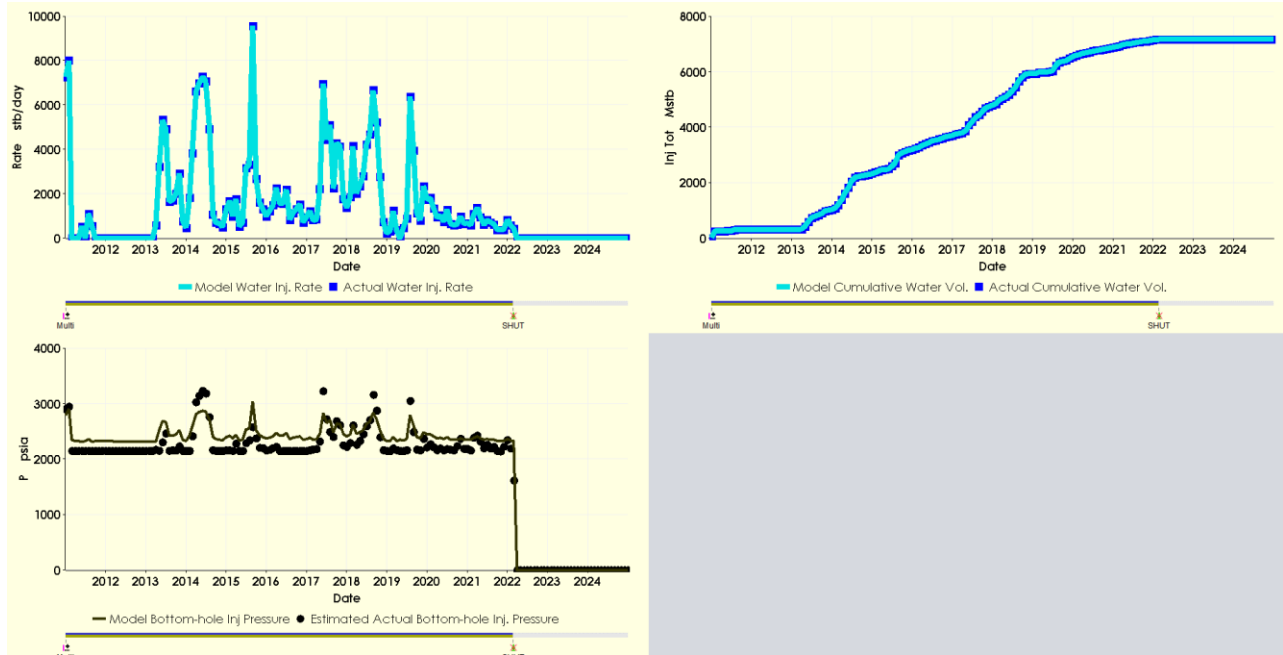 10000
8000
6000
4000
2000
0
Rate stb/day
2012 2013 2014 2015 2016 2017 2018 2019 2020 2021 2022 2023 2024
Date
Model Water Inj. Rate Actual Water Inj. Rate
Multi SHUT
8000
6000
4000
2000
0
Inj Tot Mstb
2012 2013 2014 2015 2016 2017 2018 2019 2020 2021 2022 2023 2024
Date
Model Cumulative Water Vol. Actual Cumulative Water Vol.
Multi SHUT
4000
3000
2000
1000
0
P psia
2012 2013 2014 2015 2016 2017 2018 2019 2020 2021 2022 2023 2024
Date
Model Bottom-hole Inj Pressure Estimated Actual Bottom-hole Inj. Pressure